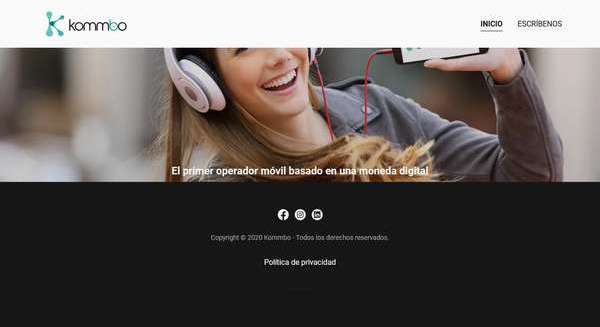 kommbo
INICIO
ESCRÍBENOS
El primer operador móvil basado en una moneda digital
Copyright © 2020 Kommbo - Todos los derechos reservados.
Política de privacidad